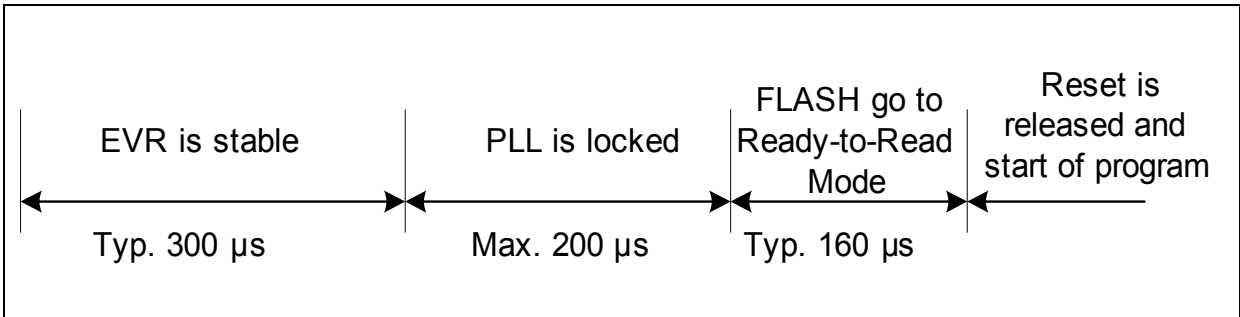 EVR is stable
Typ. 300 µs
PLL is locked
Max. 200 µs
FLASH go to
Ready-to-Read
Mode
Typ. 160 µs
Reset is
released and
start of program